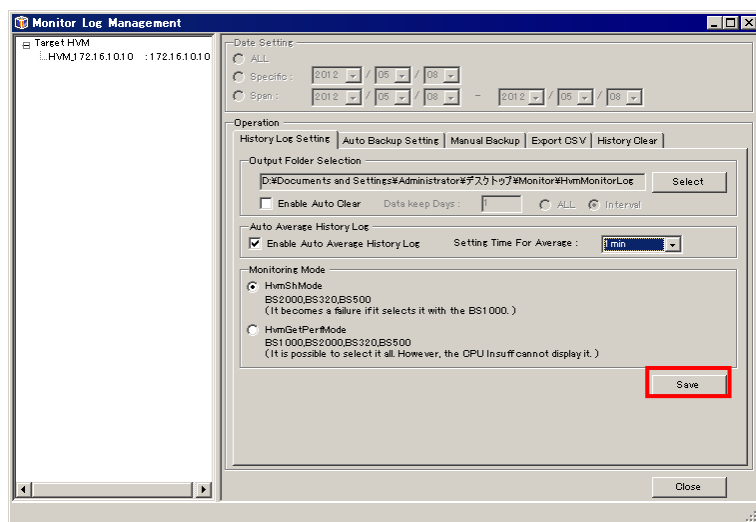 Monitor Log Management
Target HVM
HVM_172.16.10.10 : 172.16.10.10
Date Setting
ALL
Specific : 2012 / 05 / 08
Span : 2012 / 05 / 08 - 2012 / 05 / 08
Operation
History Log Setting Auto Backup Setting Manual Backup Export CSV History Clear
Output Folder Selection
D:¥Documents and Settings¥Administrator¥デスクトップ¥Monitor¥HvmMonitorLog Select
Enable Auto Clear Data keep Days : 1 ALL Interval
Auto Average History Log
Enable Auto Average History Log Setting Time For Average : 1 min
Monitoring Mode
HvmShMode
BS2000,BS320,BS500
(It becomes a failure if it selects it with the BS1000. )
HvmGetPerfMode
BS1000,BS2000,BS320,BS500
(It is possible to select it all. However, the CPU Insuff cannot display it. )
Save
Close